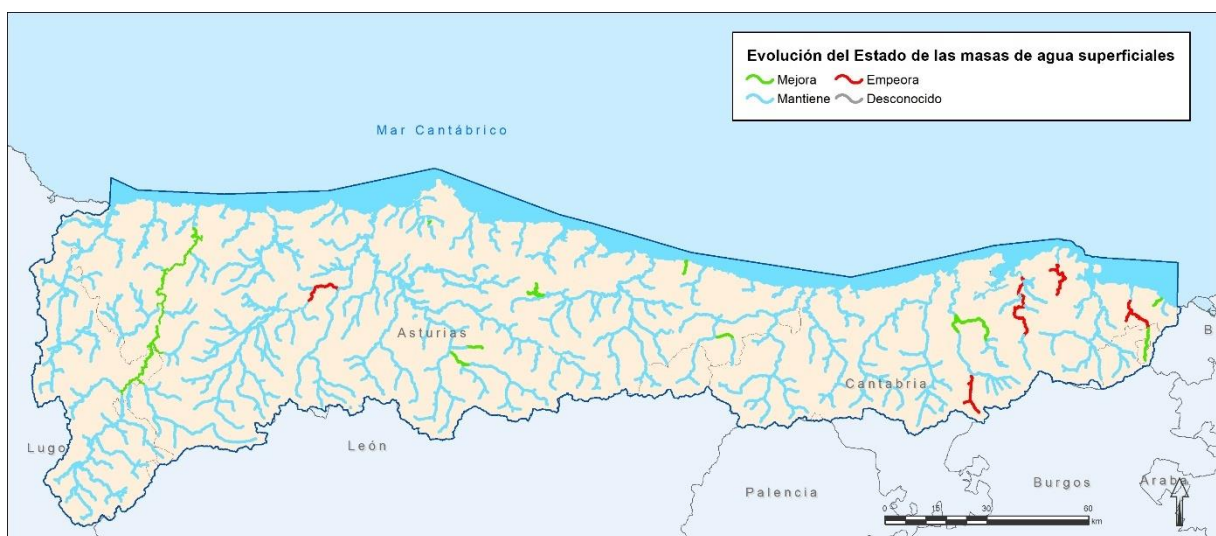 Evolución del Estado de las masas de agua superficiales
Mejora Empeora
Mantiene Desconocido
Mar Cantábrico
Asturias
Cantabria
Lugo
León
Palencia
Burgos
Araba
B
0 15 30 60
km